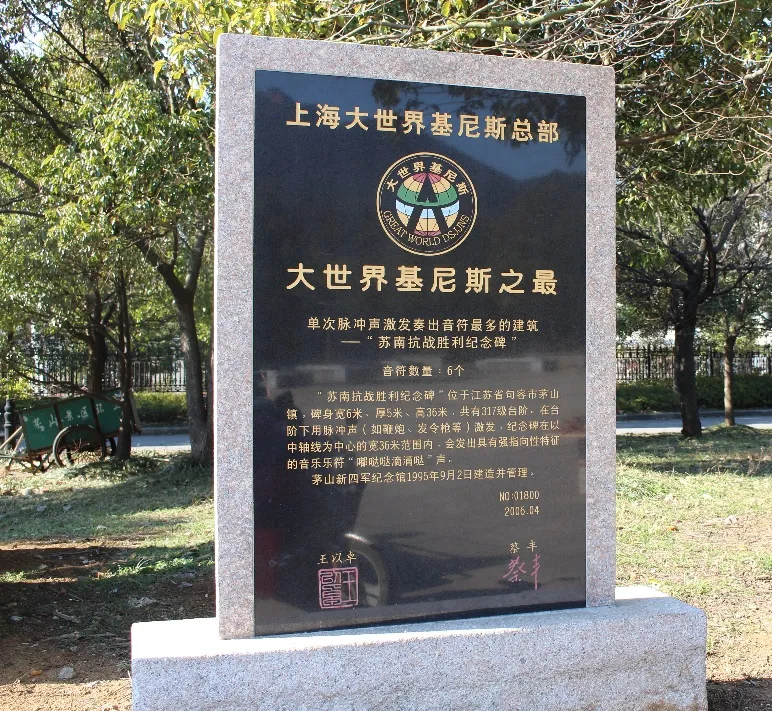 上海大世界基尼斯总部
大世界基尼斯
GREAT WORLD DSJJNS
大世界基尼斯之最
单次脉冲声激发奏出音符最多的建筑
——“苏南抗战胜利纪念碑”
音符数量：6个
“苏南抗战胜利纪念碑”位于江苏省句容市茅山
镇，碑身宽6米、厚5米、高36米，共有317级台阶。在台
阶下用脉冲声（如鞭炮、发令枪等）激发，纪念碑在以
中轴线为中心的宽36米范围内，会发出具有强指向性特征
的音乐乐符“嘟哒哒滴滴哒”声。
茅山新四军纪念馆1995年9月2日建造并管理。
NO:01800
2006.04
王以卓
蔡丰
蔡丰